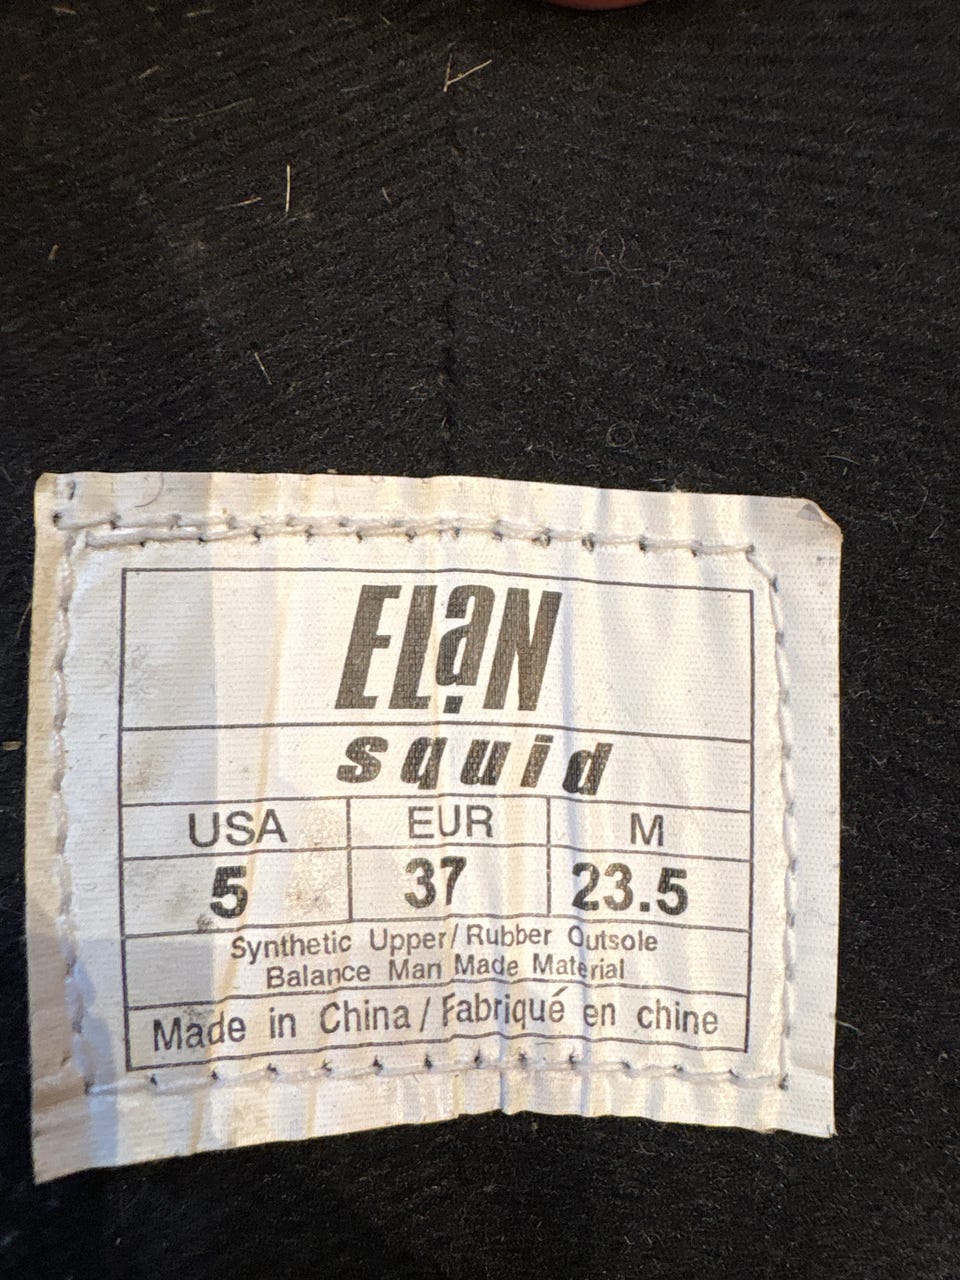 ELaN
squid
USA EUR M
5 37 23.5
Synthetic Upper/Rubber Outsole
Balance Man Made Material
Made in China/Fabriqué en chine